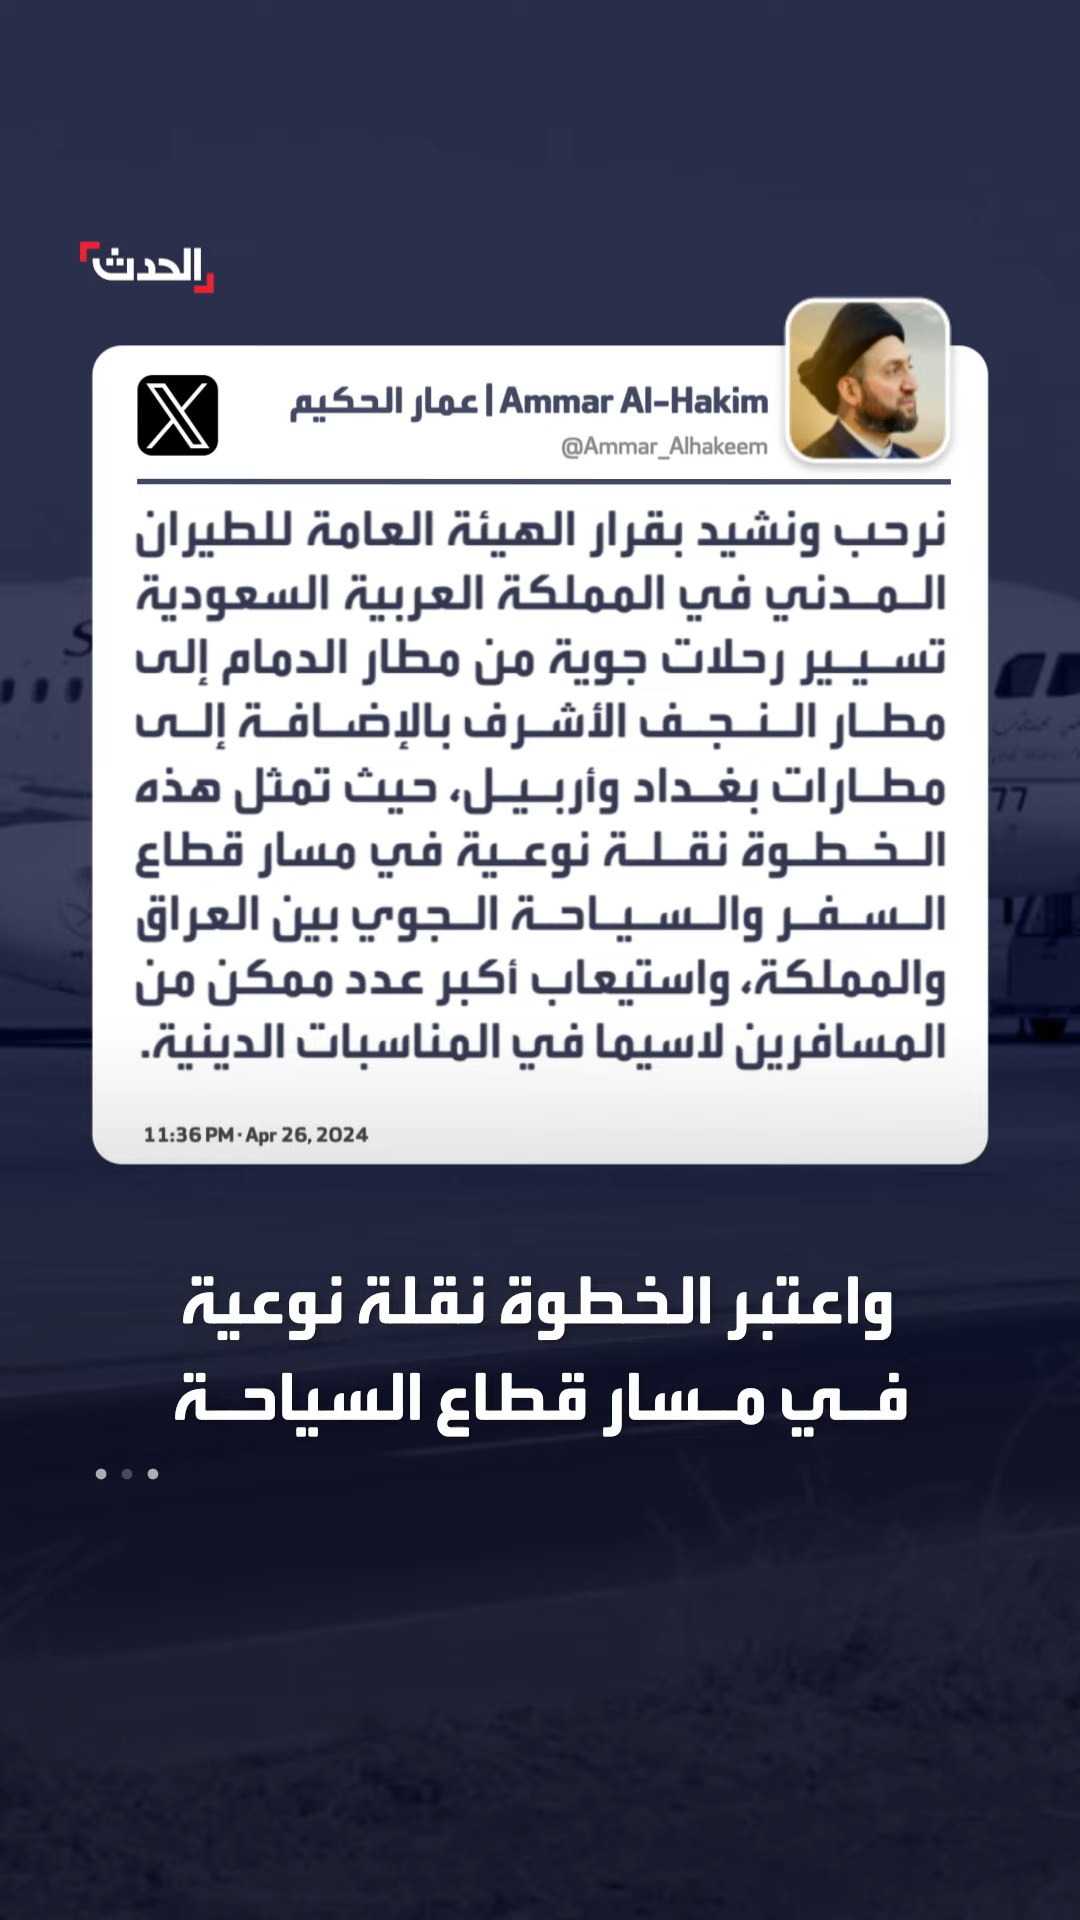 الحدث
Ammar Al-Hakim | عمار الحكيم
@Ammar_Alhakeem
نرحب ونشيد بقرار الهيئة العامة للطيران
المدني في المملكة العربية السعودية
تسيير رحلات جوية من مطار الدمام إلى
مطار النجف الأشرف بالإضافة إلى
مطارات بغداد وأربيل، حيث تمثل هذه
الخطوة نقلة نوعية في مسار قطاع
السفر والسياحة الجوي بين العراق
والمملكة، واستيعاب أكبر عدد ممكن من
المسافرين لاسيما في المناسبات الدينية.
11:36 PM · Apr 26, 2024
77
واعتبر الخطوة نقلة نوعية
في مسار قطاع السياحة